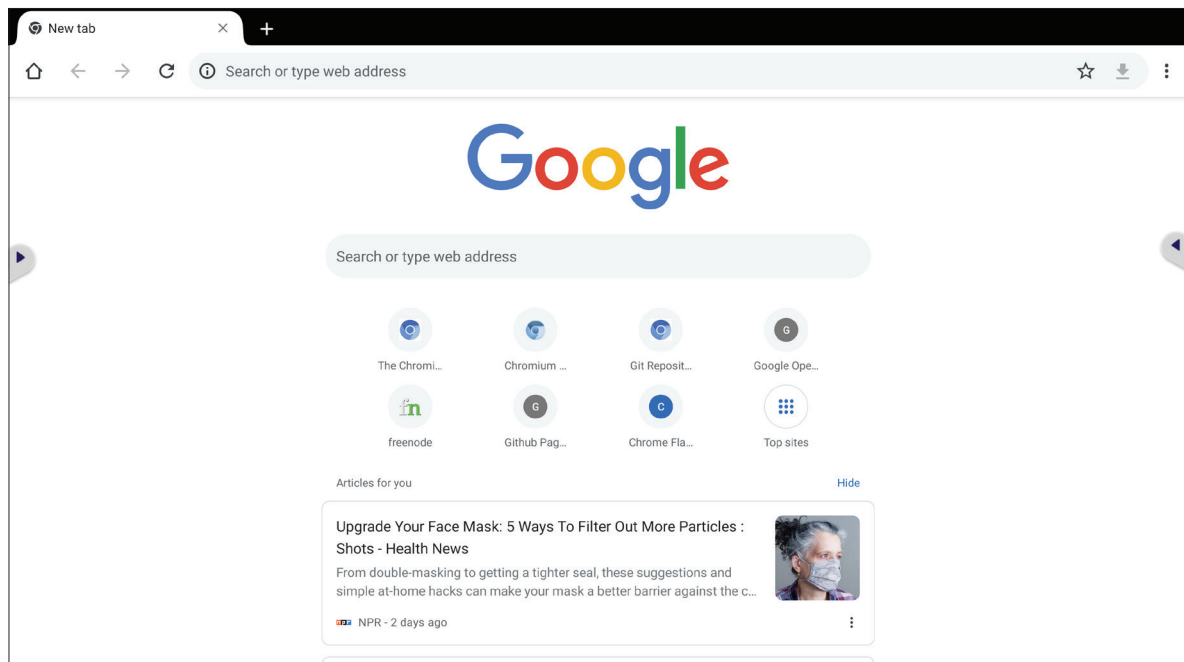 New tab
Search or type web address
Google
Search or type web address
The Chromi...
Chromium ...
Git Reposit...
G
Google Ope...
fn
freenode
G
Github Pag...
C
Chrome Fla...
Top sites
Articles for you
Hide
Upgrade Your Face Mask: 5 Ways To Filter Out More Particles :
Shots - Health News
From double-masking to getting a tighter seal, these suggestions and
simple at-home hacks can make your mask a better barrier against the c...
npr NPR - 2 days ago